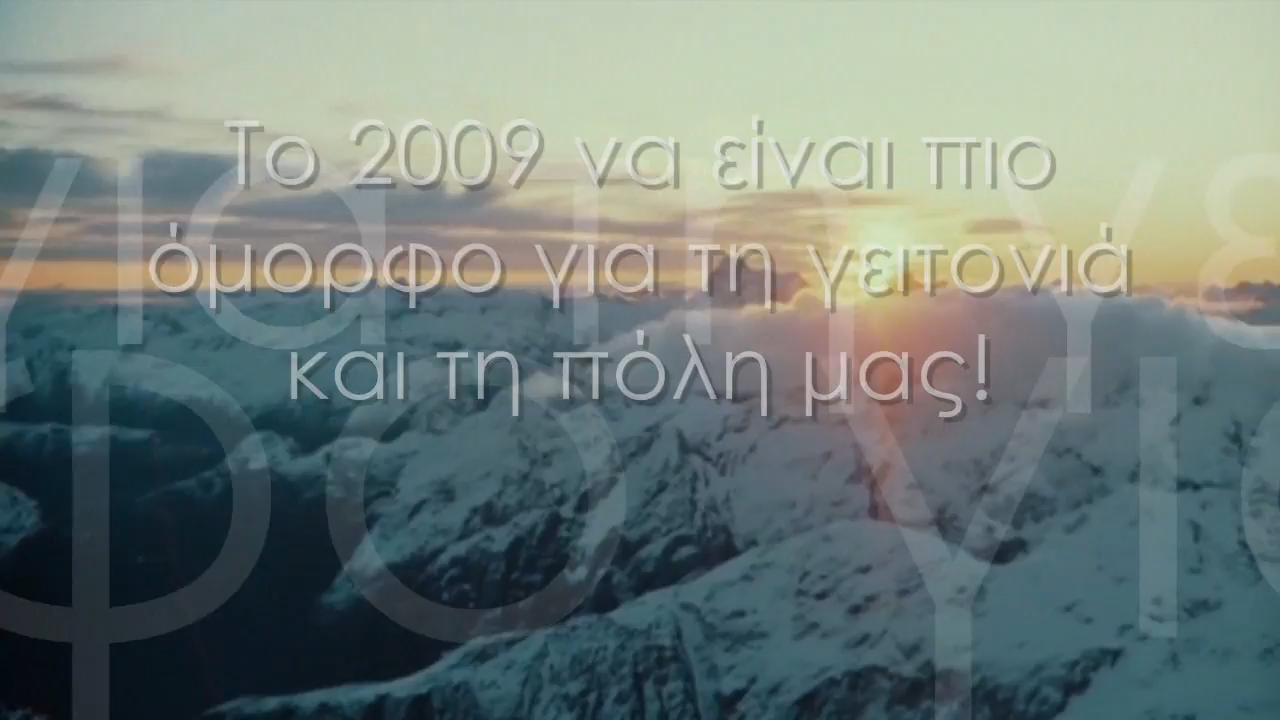 Το 2009 να είναι πιο
όμορφο για τη γειτονιά
και τη πόλη μας!